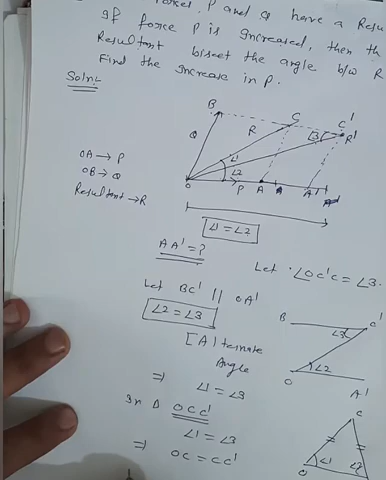 Forces P and Q have a Resu
If force P is increased, then the
Resultant bisect the angle b/w R
Find the increase in P.
Soln:
B
C
C'
R
∠3
R'
Q
∠1
∠2
O
P
A
A'
OA → P
OB → Q
Resultant → R
∠1 = ∠2
AA' = ?
Let ∠OC'C = ∠3.
Let BC' || OA'
∠2 = ∠3
[Alternate
Angle
B
C'
∠3
∠2
O
A'
⇒ ∠1 = ∠3
In Δ OCC'
∠1 = ∠3
⇒ OC = CC'
C
O
∠1
∠3